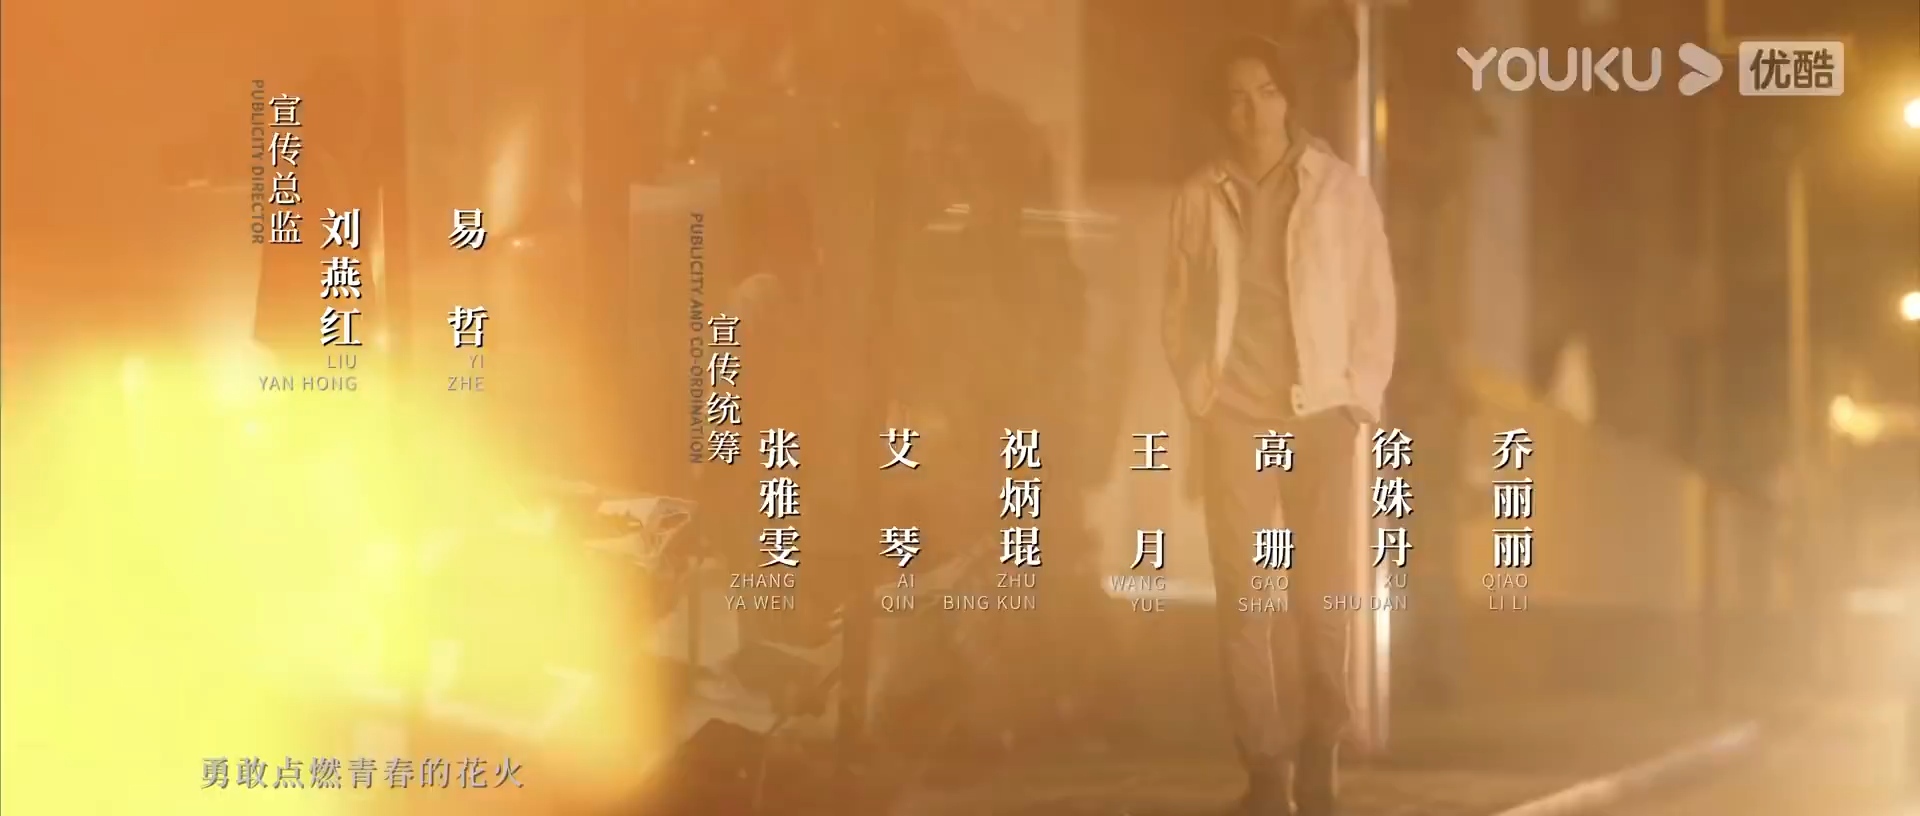 YOUKU 优酷
宣传总监
PUBLICITY DIRECTOR
刘燕红
LIU
YAN HONG
易哲
YI
ZHE
宣传统筹
PUBLICITY AND CO-ORDINATION
张雅雯
ZHANG
YA WEN
艾琴
AI
QIN
祝炳琨
ZHU
BING KUN
王月
WANG
YUE
高珊
GAO
SHAN
徐姝丹
XU
SHU DAN
乔丽丽
QIAO
LI LI
勇敢点燃青春的花火